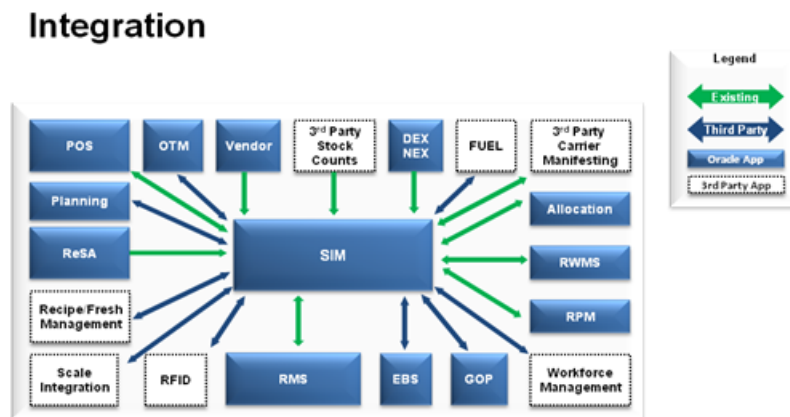 Integration
Legend
Existing
Third Party
Oracle App
3rd Party App
POS
OTM
Vendor
3rd Party
Stock
Counts
DEX
NEX
FUEL
3rd Party
Carrier
Manifesting
Planning
Allocation
ReSA
SIM
RWMS
Recipe/Fresh
Management
RPM
Scale
Integration
RFID
RMS
EBS
GOP
Workforce
Management